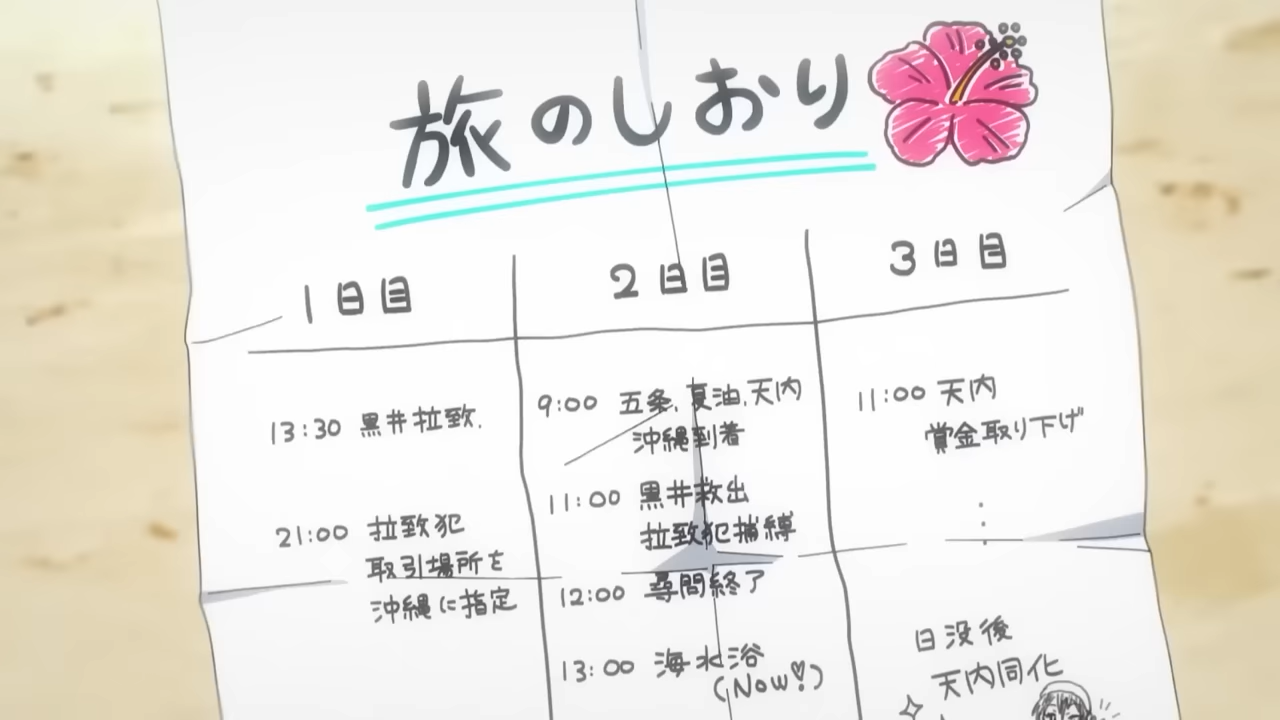 旅のしおり
1日目
13:30 黒井拉致.
21:00 拉致犯
取引場所を
沖縄に指定
2日目
9:00 五条.夏油.天内
沖縄到着
11:00 黒井救出
拉致犯捕縛
12:00 尋問終了
13:00 海水浴
(Now!)
3日目
11:00 天内
賞金取り下げ
日没後
天内同化